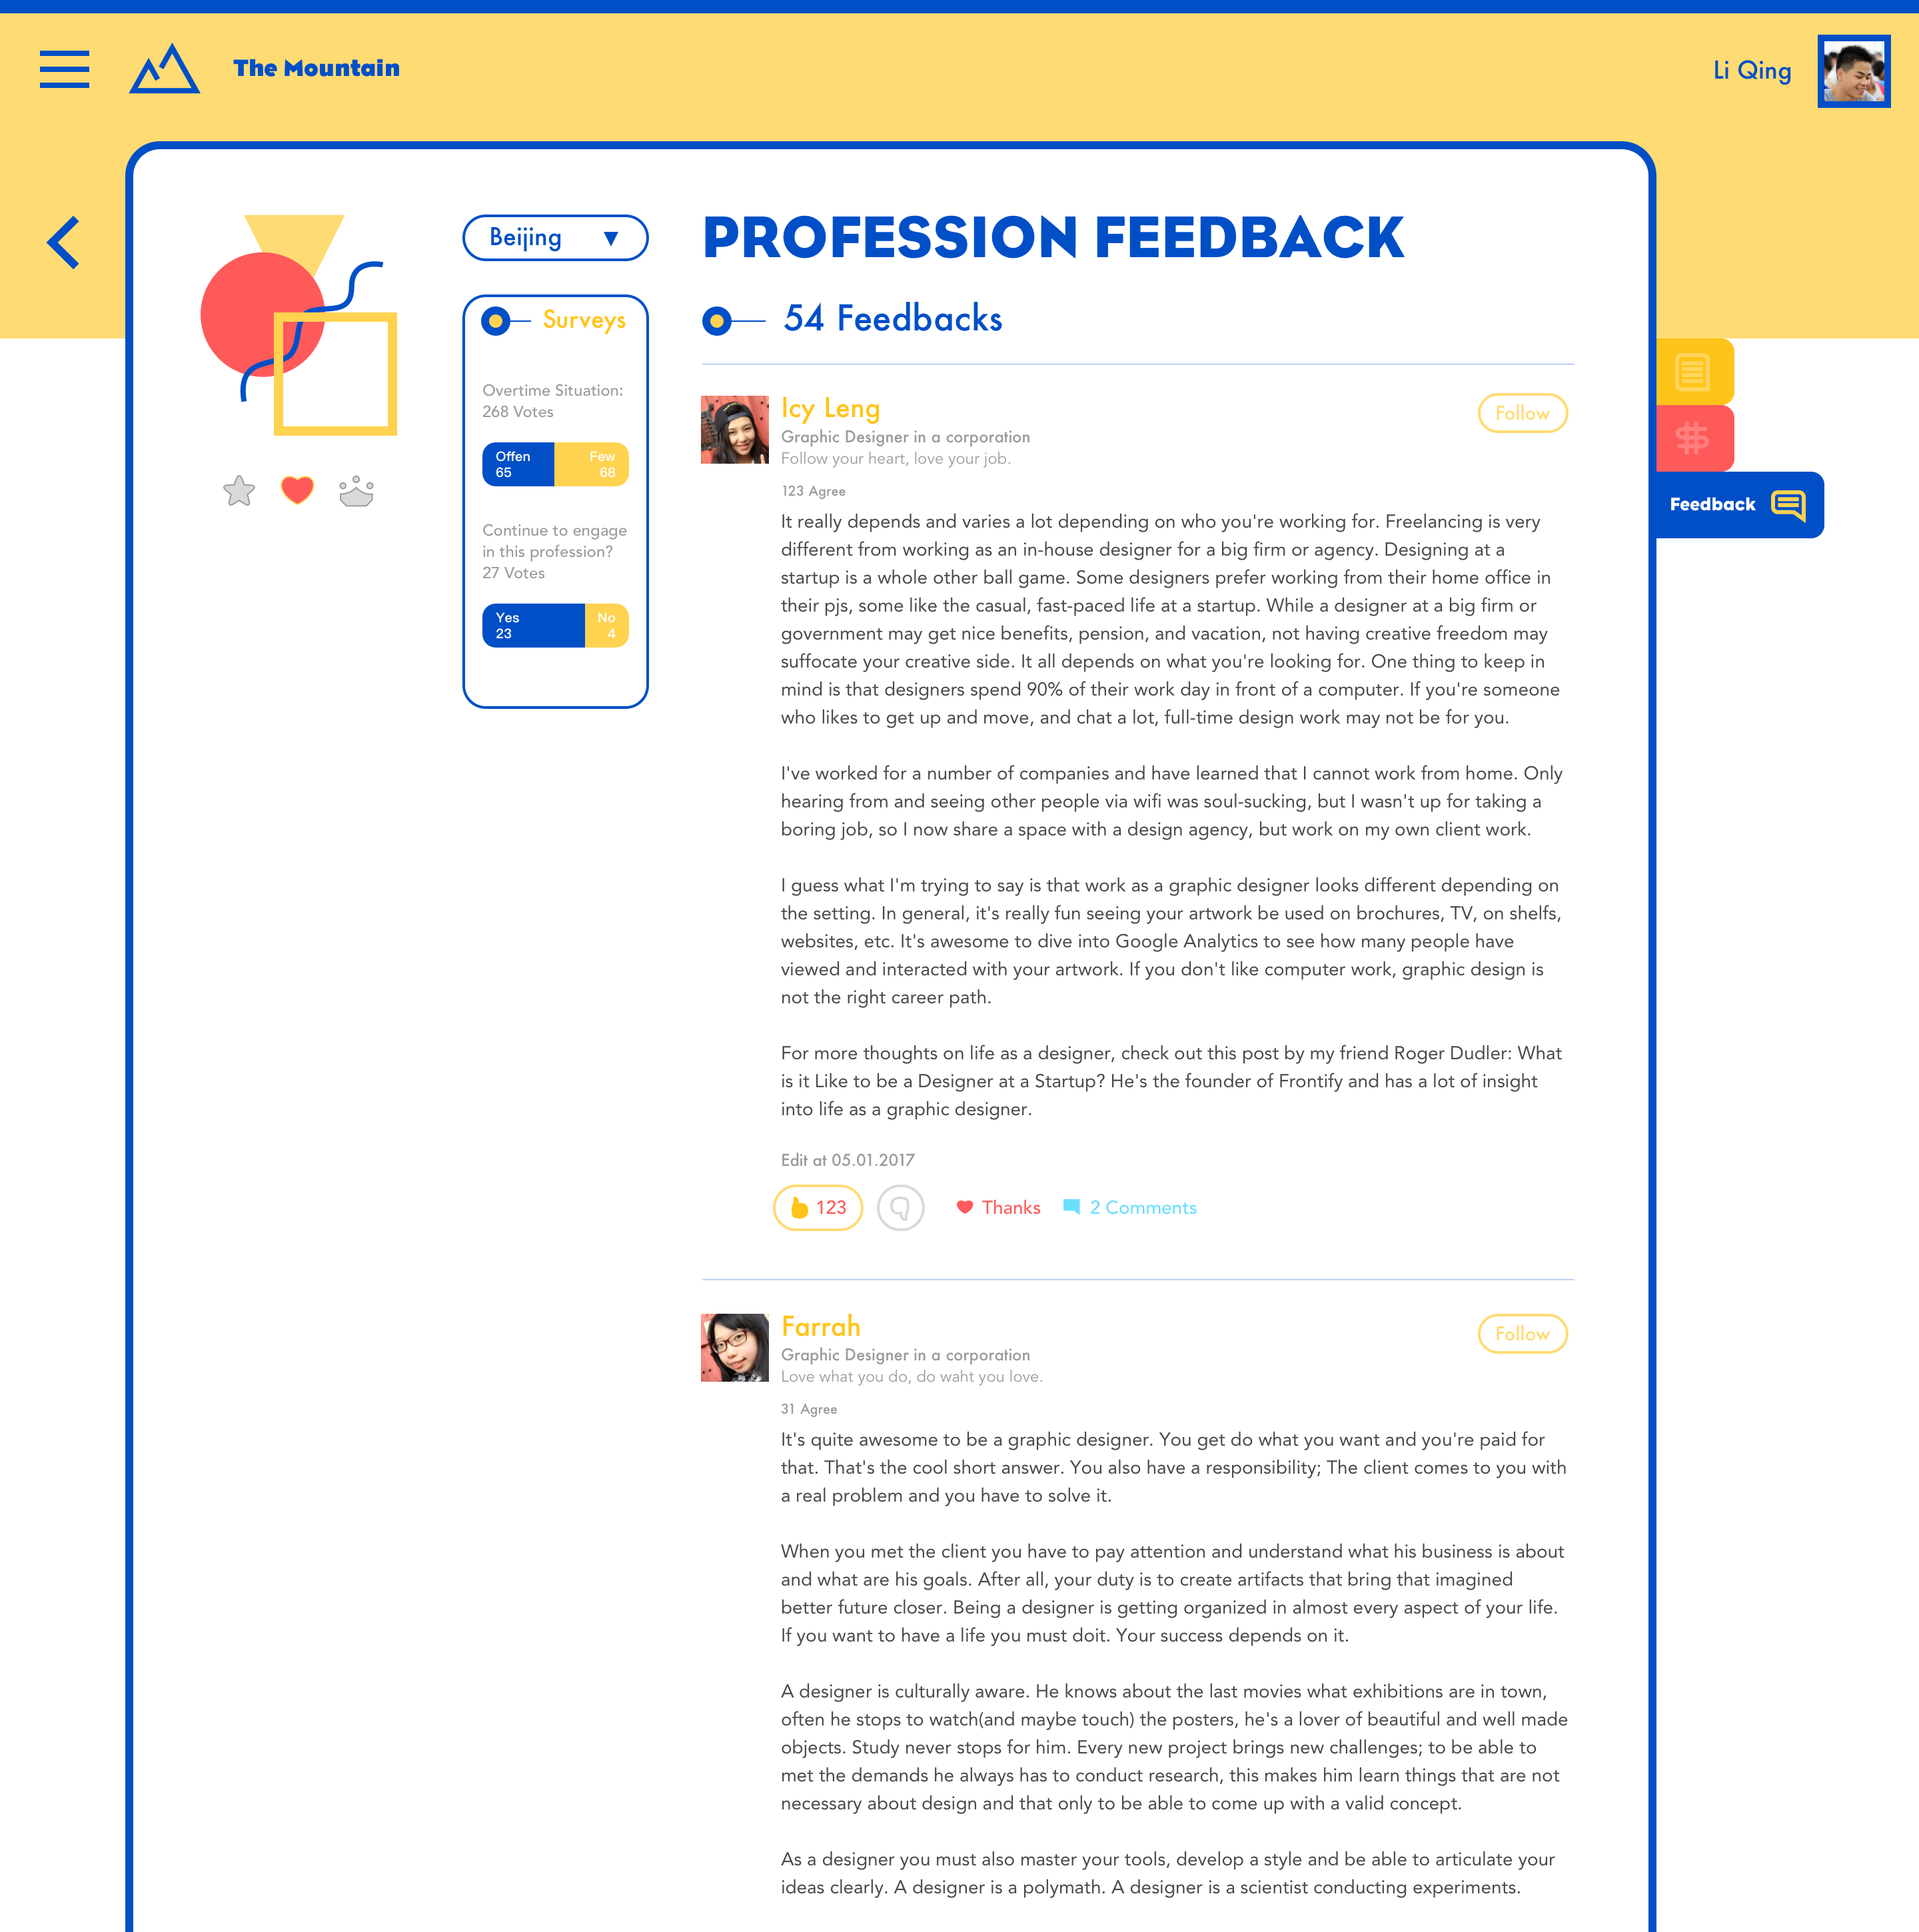 The Mountain
Li Qing
Beijing ▼
Surveys
Overtime Situation:
268 Votes
Offen
65
Few
68
Continue to engage
in this profession?
27 Votes
Yes
23
No
4
PROFESSION FEEDBACK
54 Feedbacks
Icy Leng
Follow
Graphic Designer in a corporation
Follow your heart, love your job.
123 Agree
It really depends and varies a lot depending on who you're working for. Freelancing is very
different from working as an in-house designer for a big firm or agency. Designing at a
startup is a whole other ball game. Some designers prefer working from their home office in
their pjs, some like the casual, fast-paced life at a startup. While a designer at a big firm or
government may get nice benefits, pension, and vacation, not having creative freedom may
suffocate your creative side. It all depends on what you're looking for. One thing to keep in
mind is that designers spend 90% of their work day in front of a computer. If you're someone
who likes to get up and move, and chat a lot, full-time design work may not be for you.
I've worked for a number of companies and have learned that I cannot work from home. Only
hearing from and seeing other people via wifi was soul-sucking, but I wasn't up for taking a
boring job, so I now share a space with a design agency, but work on my own client work.
I guess what I'm trying to say is that work as a graphic designer looks different depending on
the setting. In general, it's really fun seeing your artwork be used on brochures, TV, on shelfs,
websites, etc. It's awesome to dive into Google Analytics to see how many people have
viewed and interacted with your artwork. If you don't like computer work, graphic design is
not the right career path.
For more thoughts on life as a designer, check out this post by my friend Roger Dudler: What
is it Like to be a Designer at a Startup? He's the founder of Frontify and has a lot of insight
into life as a graphic designer.
Edit at 05.01.2017
123
Thanks
2 Comments
Farrah
Follow
Graphic Designer in a corporation
Love what you do, do waht you love.
31 Agree
It's quite awesome to be a graphic designer. You get do what you want and you're paid for
that. That's the cool short answer. You also have a responsibility; The client comes to you with
a real problem and you have to solve it.
When you met the client you have to pay attention and understand what his business is about
and what are his goals. After all, your duty is to create artifacts that bring that imagined
better future closer. Being a designer is getting organized in almost every aspect of your life.
If you want to have a life you must doit. Your success depends on it.
A designer is culturally aware. He knows about the last movies what exhibitions are in town,
often he stops to watch(and maybe touch) the posters, he's a lover of beautiful and well made
objects. Study never stops for him. Every new project brings new challenges; to be able to
met the demands he always has to conduct research, this makes him learn things that are not
necessary about design and that only to be able to come up with a valid concept.
As a designer you must also master your tools, develop a style and be able to articulate your
ideas clearly. A designer is a polymath. A designer is a scientist conducting experiments.
Feedback